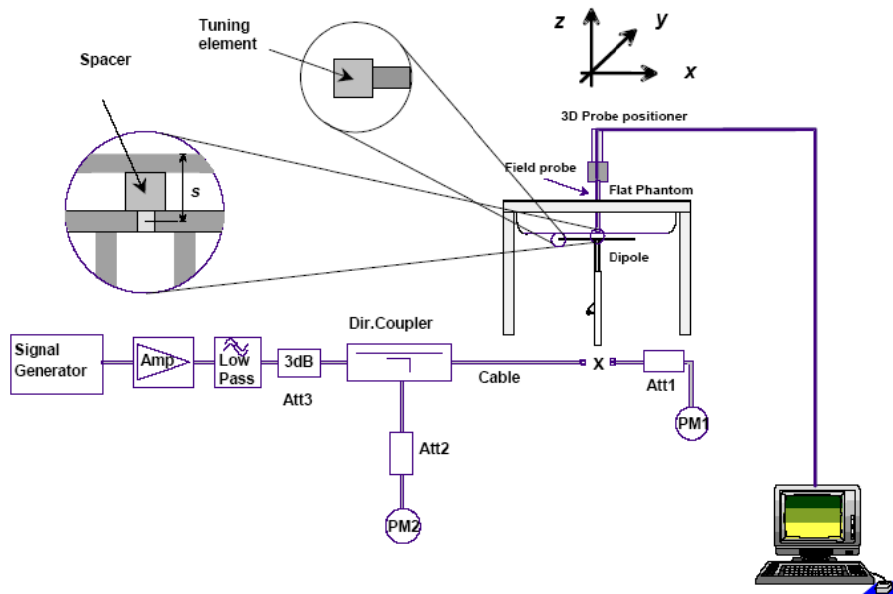 Tuning
element
Spacer
z
y
x
3D Probe positioner
Field probe
Flat Phantom
s
Dipole
Dir.Coupler
Signal
Generator
Amp
Low
Pass
3dB
Att3
Cable
x
Att1
PM1
Att2
PM2